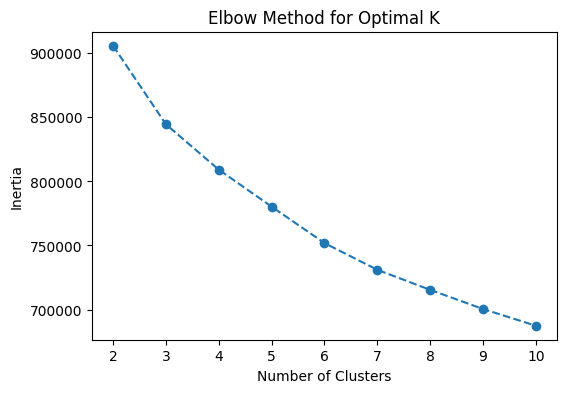 Elbow Method for Optimal K
900000
850000
800000
750000
700000
Inertia
2 3 4 5 6 7 8 9 10
Number of Clusters